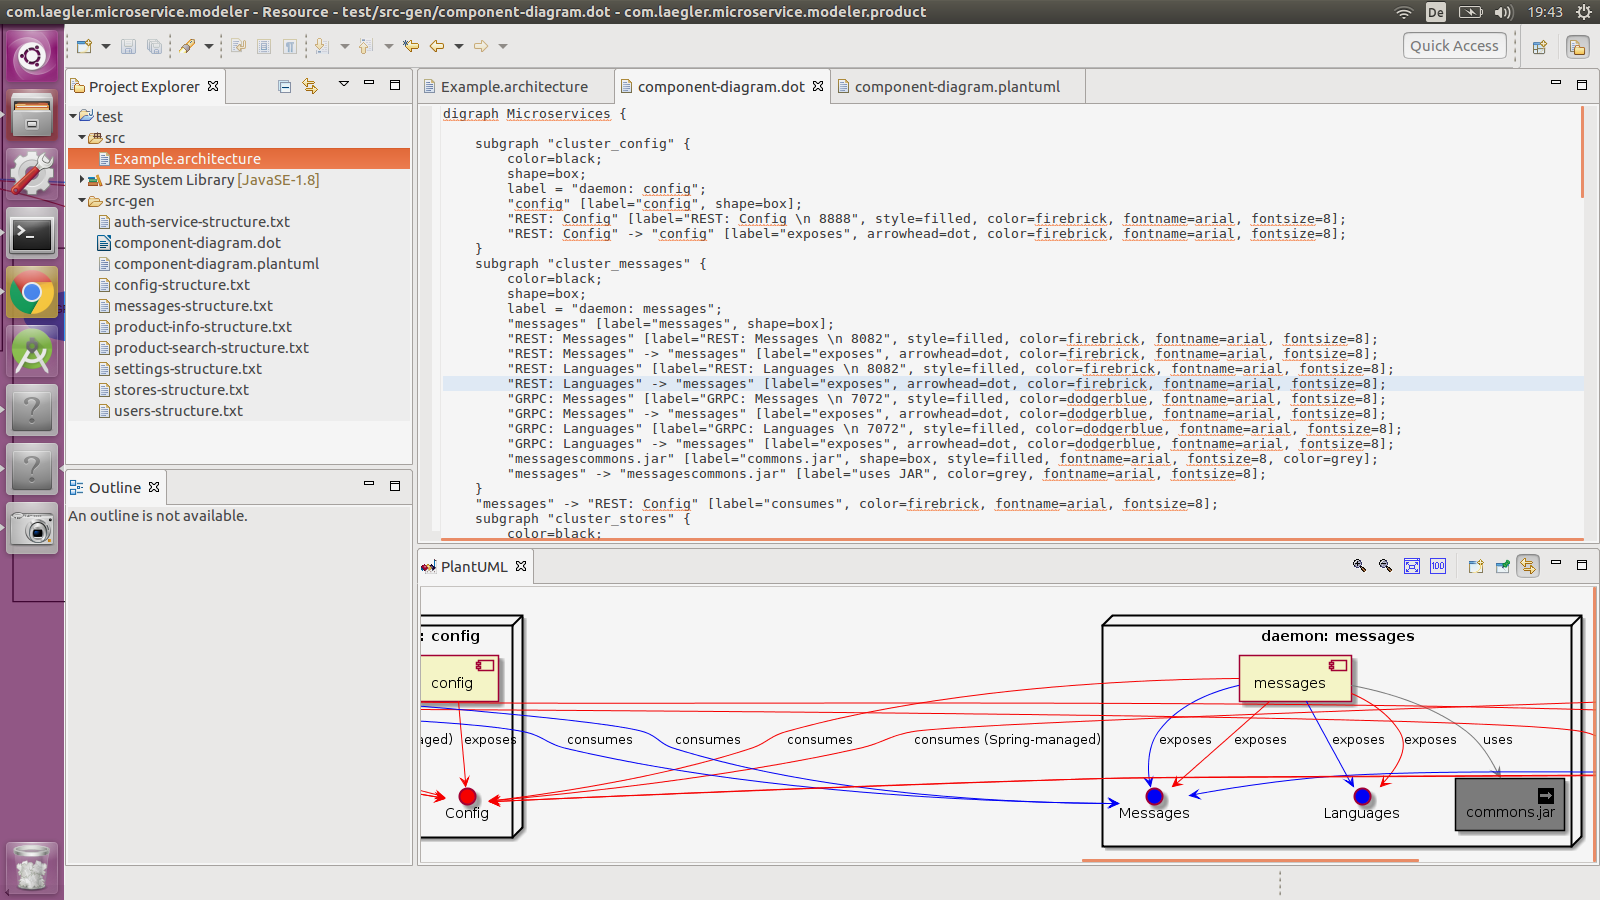 com.laegler.microservice.modeler - Resource - test/src-gen/component-diagram.dot - com.laegler.microservice.modeler.product
De
19:43
Quick Access
Project Explorer
test
src
Example.architecture
JRE System Library [JavaSE-1.8]
src-gen
auth-service-structure.txt
component-diagram.dot
component-diagram.plantuml
config-structure.txt
messages-structure.txt
product-info-structure.txt
product-search-structure.txt
settings-structure.txt
stores-structure.txt
users-structure.txt
Outline
An outline is not available.
Example.architecture
component-diagram.dot
component-diagram.plantuml
digraph Microservices {
subgraph "cluster_config" {
color=black;
shape=box;
label = "daemon: config";
"config" [label="config", shape=box];
"REST: Config" [label="REST: Config \n 8888", style=filled, color=firebrick, fontname=arial, fontsize=8];
"REST: Config" -> "config" [label="exposes", arrowhead=dot, color=firebrick, fontname=arial, fontsize=8];
}
subgraph "cluster_messages" {
color=black;
shape=box;
label = "daemon: messages";
"messages" [label="messages", shape=box];
"REST: Messages" [label="REST: Messages \n 8082", style=filled, color=firebrick, fontname=arial, fontsize=8];
"REST: Messages" -> "messages" [label="exposes", arrowhead=dot, color=firebrick, fontname=arial, fontsize=8];
"REST: Languages" [label="REST: Languages \n 8082", style=filled, color=firebrick, fontname=arial, fontsize=8];
"REST: Languages" -> "messages" [label="exposes", arrowhead=dot, color=firebrick, fontname=arial, fontsize=8];
"GRPC: Messages" [label="GRPC: Messages \n 7072", style=filled, color=dodgerblue, fontname=arial, fontsize=8];
"GRPC: Messages" -> "messages" [label="exposes", arrowhead=dot, color=dodgerblue, fontname=arial, fontsize=8];
"GRPC: Languages" [label="GRPC: Languages \n 7072", style=filled, color=dodgerblue, fontname=arial, fontsize=8];
"GRPC: Languages" -> "messages" [label="exposes", arrowhead=dot, color=dodgerblue, fontname=arial, fontsize=8];
"messagescommons.jar" [label="commons.jar", shape=box, style=filled, fontname=arial, fontsize=8, color=grey];
"messages" -> "messagescommons.jar" [label="uses JAR", color=grey, fontname=arial, fontsize=8];
}
"messages" -> "REST: Config" [label="consumes", color=firebrick, fontname=arial, fontsize=8];
subgraph "cluster_stores" {
color=black;
PlantUML
100
: config
daemon: messages
config
messages
aged) exposes consumes consumes consumes consumes (Spring-managed) exposes exposes exposes exposes uses
Config
Messages
Languages
commons.jar